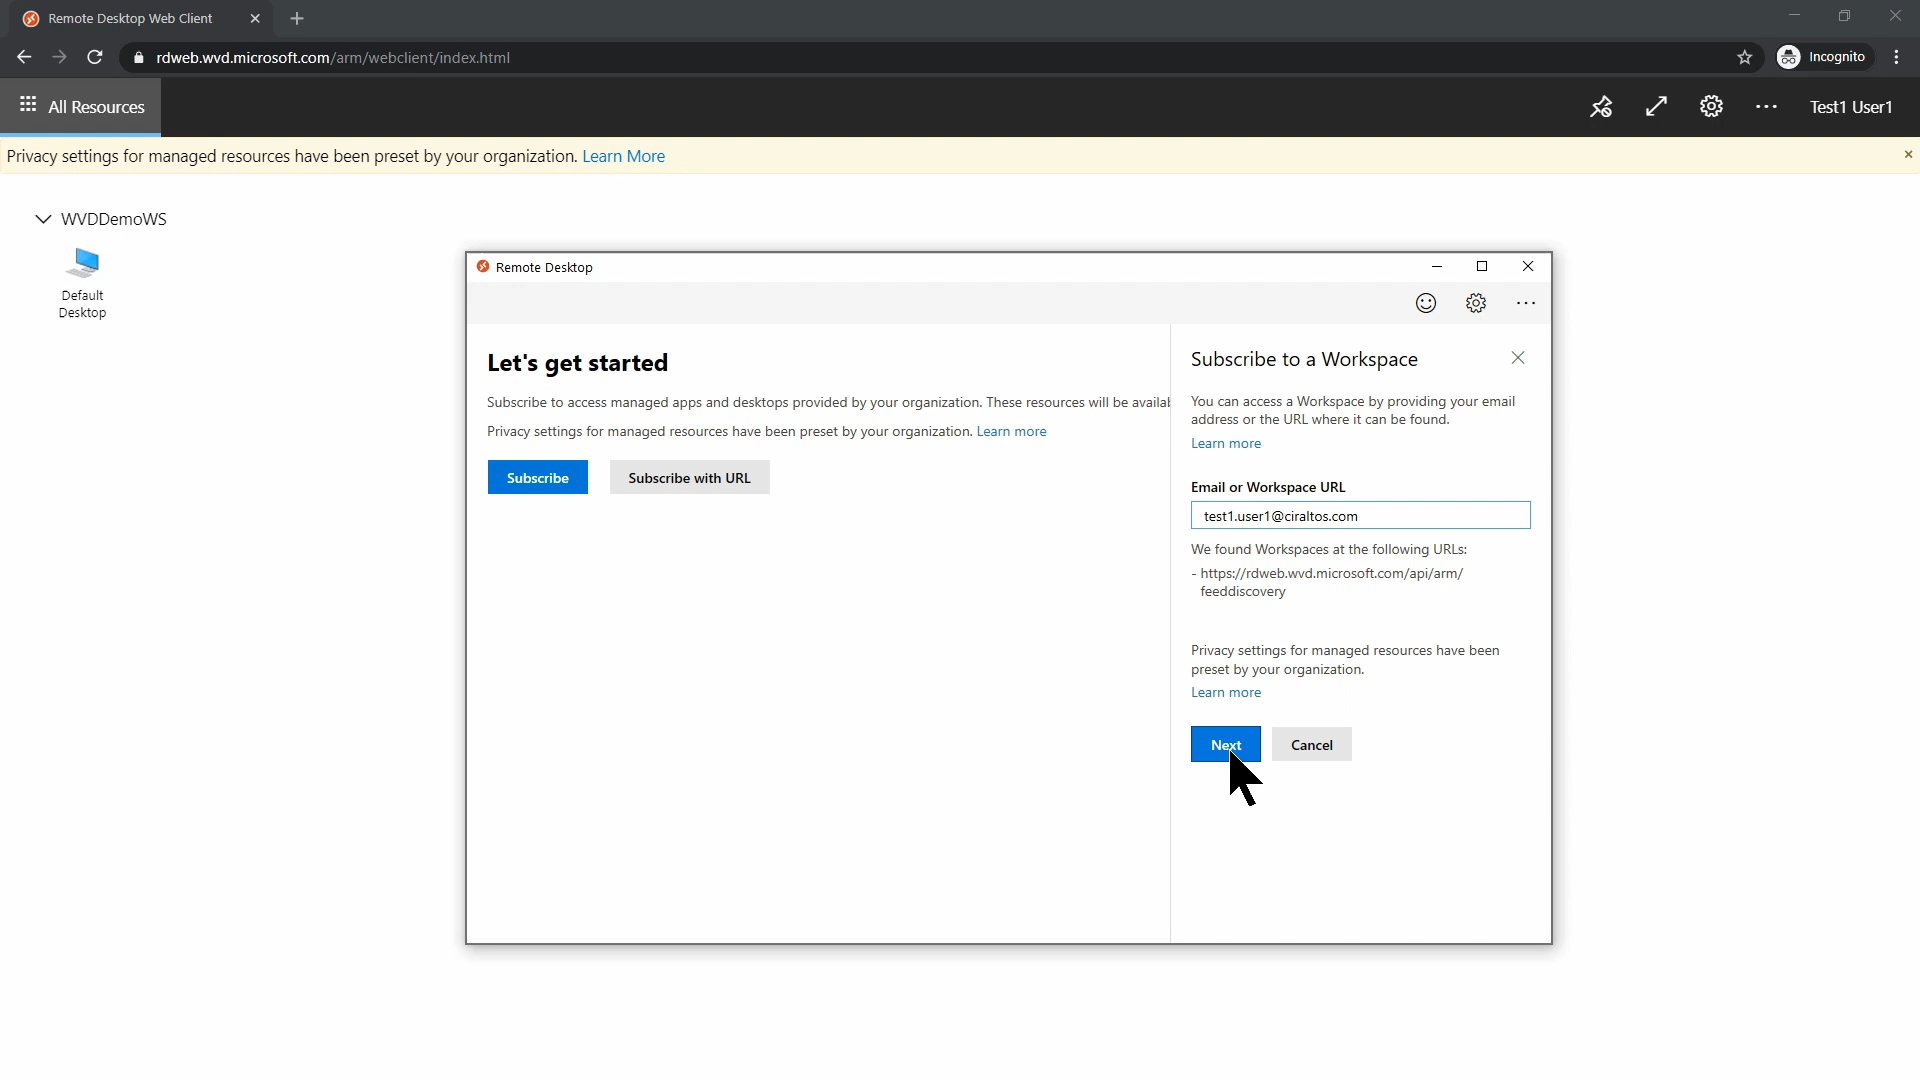 Remote Desktop Web Client
rdweb.wvd.microsoft.com/arm/webclient/index.html
Incognito
All Resources
Test1 User1
Privacy settings for managed resources have been preset by your organization. Learn More
WVDDemoWS
Default
Desktop
Remote Desktop
Let's get started
Subscribe to access managed apps and desktops provided by your organization. These resources will be availab
Privacy settings for managed resources have been preset by your organization. Learn more
Subscribe
Subscribe with URL
Subscribe to a Workspace
You can access a Workspace by providing your email
address or the URL where it can be found.
Learn more
Email or Workspace URL
test1.user1@ciraltos.com
We found Workspaces at the following URLs:
- https://rdweb.wvd.microsoft.com/api/arm/
feeddiscovery
Privacy settings for managed resources have been
preset by your organization.
Learn more
Next
Cancel